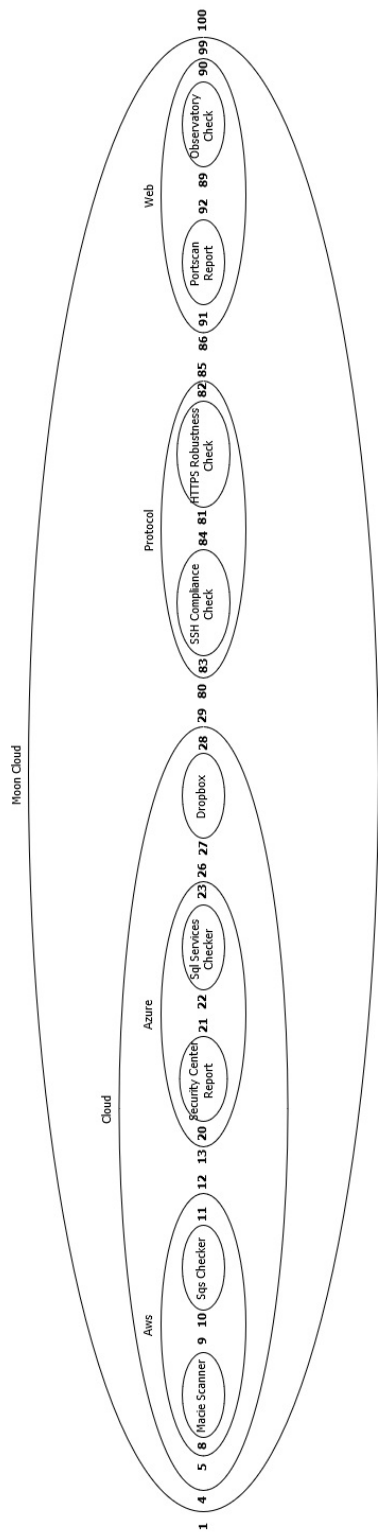 Moon Cloud
Cloud
Aws
Azure
Protocol
Web
1
4
5
8
Macie Scanner
9
10
Sqs Checker
11
12
13
20
Security Center
Report
21
22
Sql Services
Checker
23
26
27
Dropbox
28
29
80
83
SSH Compliance
Check
84
81
HTTPS Robustness
Check
82
85
86
91
Portscan
Report
92
89
Observatory
Check
90
99
100